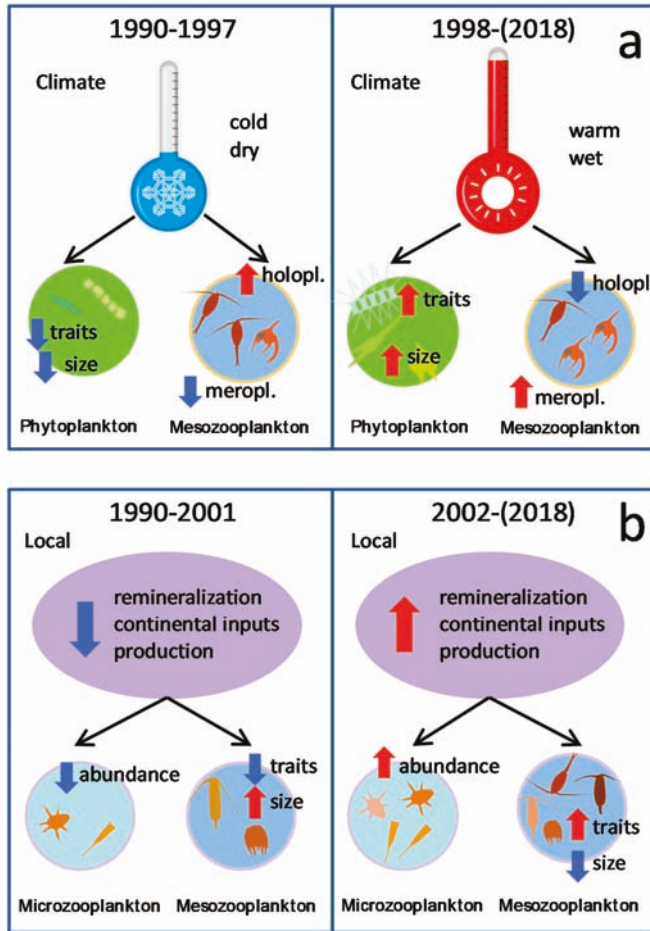 1990-1997
Climate
cold
dry
traits
size
holopl.
meropl.
Phytoplankton
Mesozooplankton
1998-(2018)
a
Climate
warm
wet
traits
size
holopl.
meropl.
Phytoplankton
Mesozooplankton
1990-2001
Local
remineralization
continental inputs
production
abundance
traits
size
Microzooplankton
Mesozooplankton
2002-(2018)
b
Local
remineralization
continental inputs
production
abundance
traits
size
Microzooplankton
Mesozooplankton